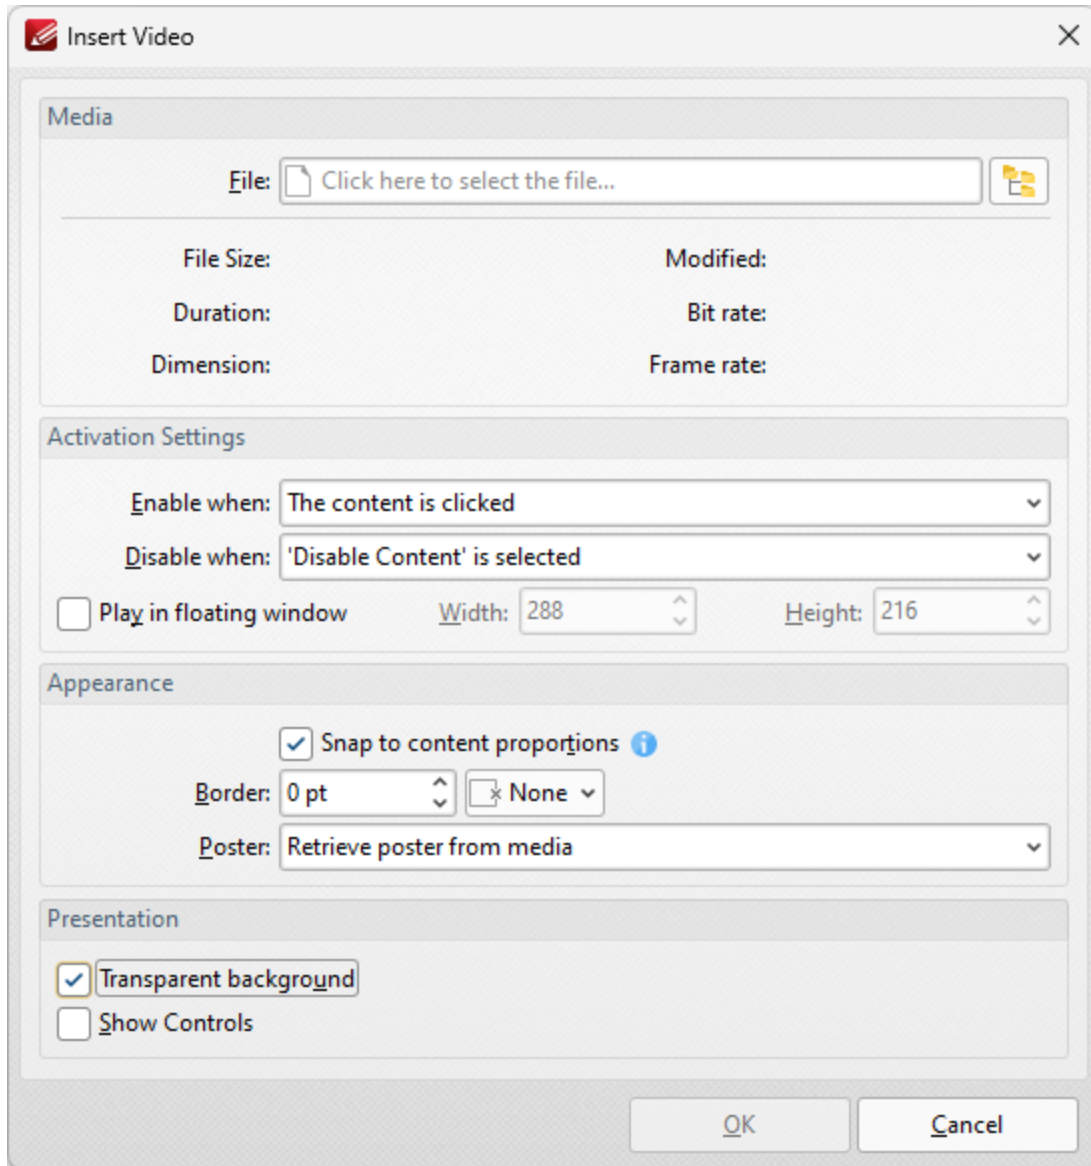 Insert Video
Media
File: Click here to select the file...
File Size: Modified:
Duration: Bit rate:
Dimension: Frame rate:
Activation Settings
Enable when: The content is clicked
Disable when: 'Disable Content' is selected
Play in floating window Width: 288 Height: 216
Appearance
Snap to content proportions
Border: 0 pt None
Poster: Retrieve poster from media
Presentation
Transparent background
Show Controls
OK Cancel